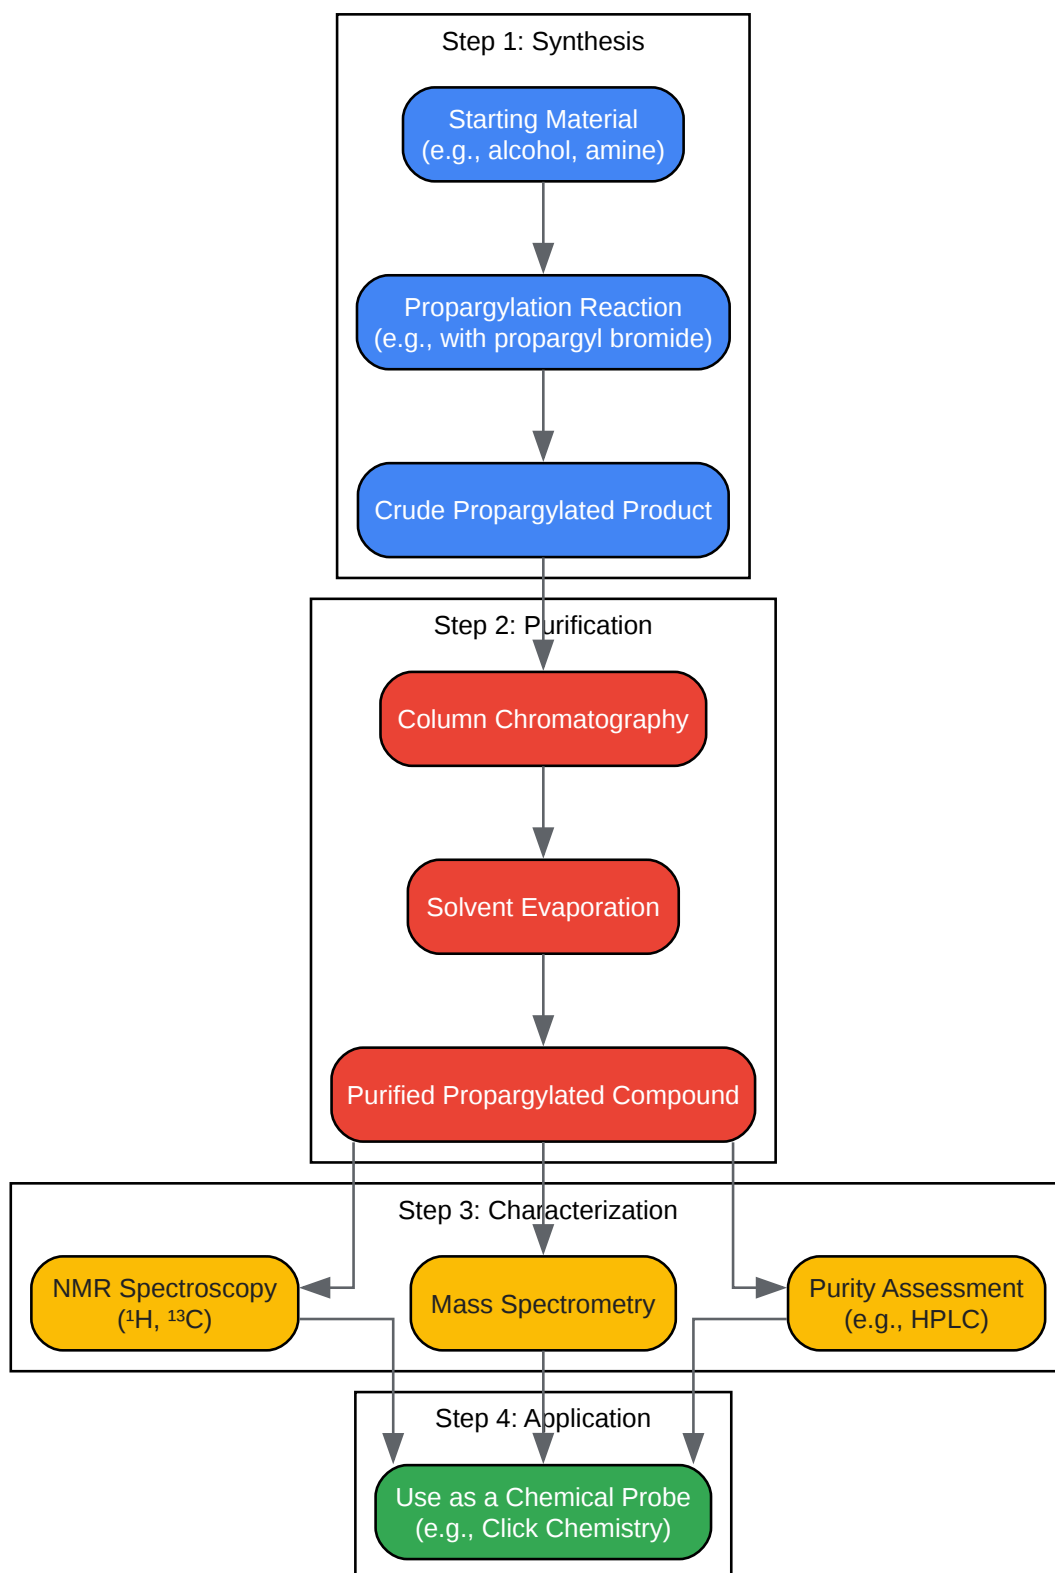 Step 1: Synthesis
Starting Material
(e.g., alcohol, amine)
Propargylation Reaction
(e.g., with propargyl bromide)
Crude Propargylated Product
Step 2: Purification
Column Chromatography
Solvent Evaporation
Purified Propargylated Compound
Step 3: Characterization
NMR Spectroscopy
(¹H, ¹³C)
Mass Spectrometry
Purity Assessment
(e.g., HPLC)
Step 4: Application
Use as a Chemical Probe
(e.g., Click Chemistry)